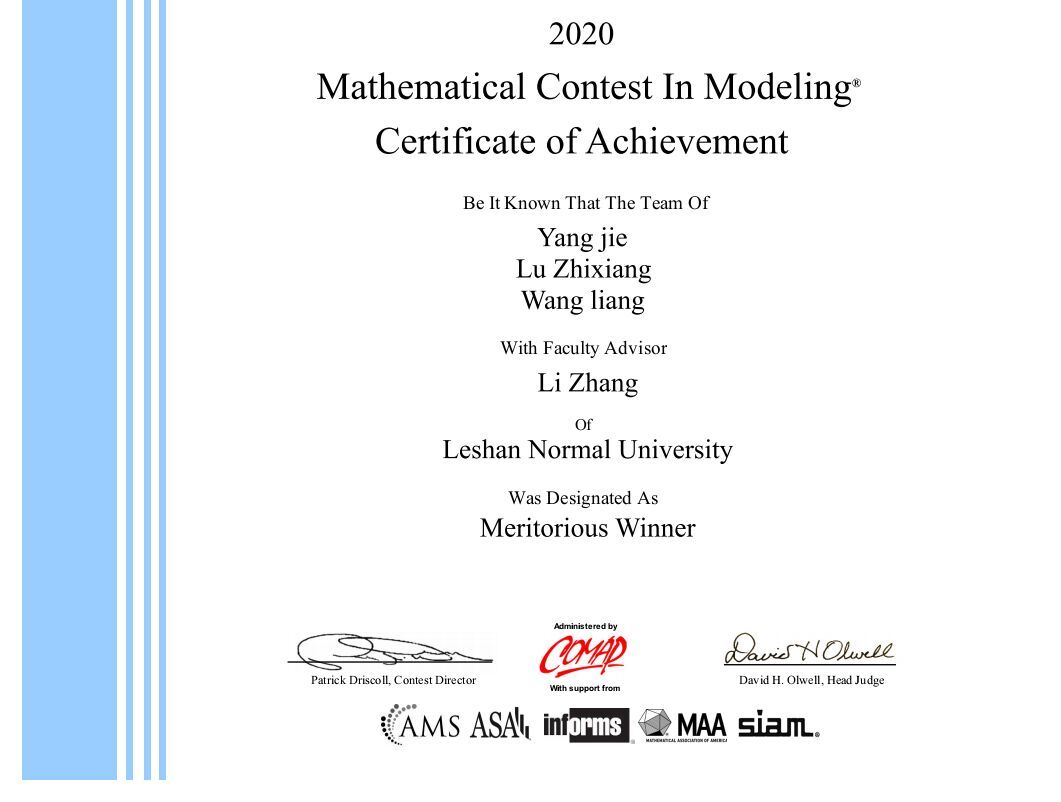 2020
Mathematical Contest In Modeling®
Certificate of Achievement
Be It Known That The Team Of
Yang jie
Lu Zhixiang
Wang liang
With Faculty Advisor
Li Zhang
Of
Leshan Normal University
Was Designated As
Meritorious Winner
Administered by
COMAP
David H Olwell
Patrick Driscoll, Contest Director
With support from
David H. Olwell, Head Judge
AMS ASA informs MAA siam®
MATHEMATICAL ASSOCIATION OF AMERICA